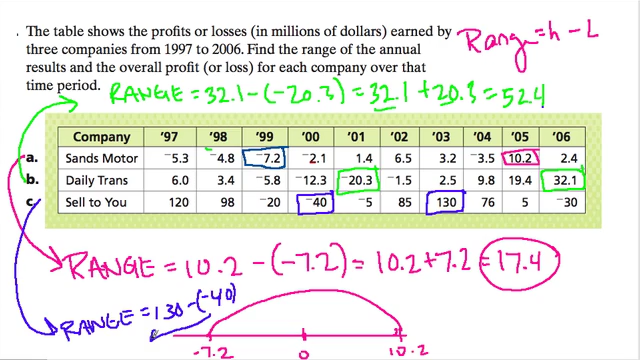 . The table shows the profits or losses (in millions of dollars) earned by
three companies from 1997 to 2006. Find the range of the annual
results and the overall profit (or loss) for each company over that
time period.
Range = h - L
RANGE = 32.1 - (-20.3) = 32.1 + 20.3 = 52.4
Company '97 '98 '99 '00 '01 '02 '03 '04 '05 '06
a. Sands Motor ⁻5.3 ⁻4.8 ⁻7.2 ⁻2.1 1.4 6.5 3.2 ⁻3.5 10.2 2.4
b. Daily Trans 6.0 3.4 ⁻5.8 ⁻12.3 ⁻20.3 ⁻1.5 2.5 9.8 19.4 32.1
c. Sell to You 120 98 ⁻20 ⁻40 ⁻5 85 130 76 5 ⁻30
RANGE = 10.2 - (-7.2) = 10.2 + 7.2 = 17.4
RANGE = 130 - (-40)
-7.2 0 10.2